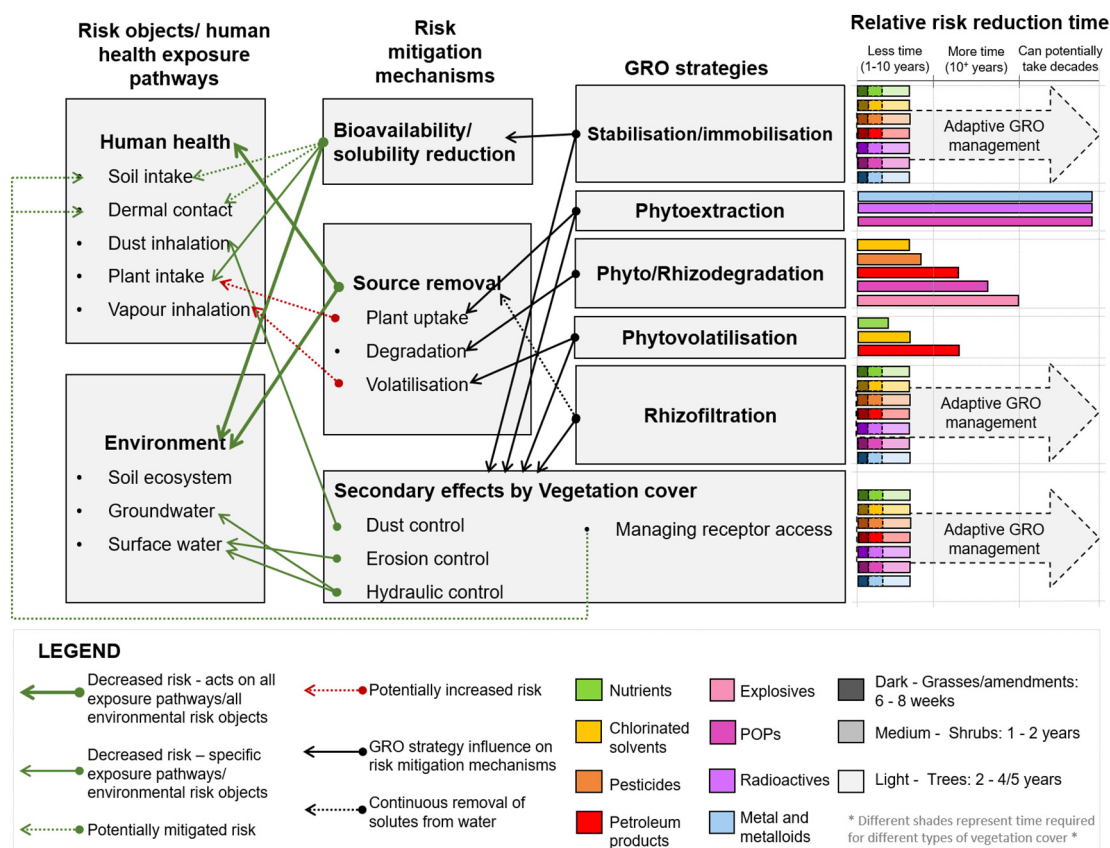 Risk objects/ human
health exposure
pathways
Human health
• Soil intake
• Dermal contact
• Dust inhalation
• Plant intake
• Vapour inhalation
Environment
• Soil ecosystem
• Groundwater
• Surface water
Risk
mitigation
mechanisms
Bioavailability/
solubility reduction
Source removal
Plant uptake
• Degradation
Volatilisation
Secondary effects by Vegetation cover
Dust control
Erosion control
Hydraulic control
• Managing receptor access
GRO strategies
Stabilisation/immobilisation
Phytoextraction
Phyto/Rhizodegradation
Phytovolatilisation
Rhizofiltration
Relative risk reduction time
Less time
(1-10 years)
More time
(10⁺ years)
Can potentially
take decades
Adaptive GRO
management
Adaptive GRO
management
Adaptive GRO
management
LEGEND
Decreased risk - acts on all
exposure pathways/all
environmental risk objects
Decreased risk – specific
exposure pathways/
environmental risk objects
Potentially mitigated risk
Potentially increased risk
GRO strategy influence on
risk mitigation mechanisms
Continuous removal of
solutes from water
Nutrients
Chlorinated
solvents
Pesticides
Petroleum
products
Explosives
POPs
Radioactives
Metal and
metalloids
Dark - Grasses/amendments:
6 - 8 weeks
Medium - Shrubs: 1 - 2 years
Light - Trees: 2 - 4/5 years
* Different shades represent time required
for different types of vegetation cover *